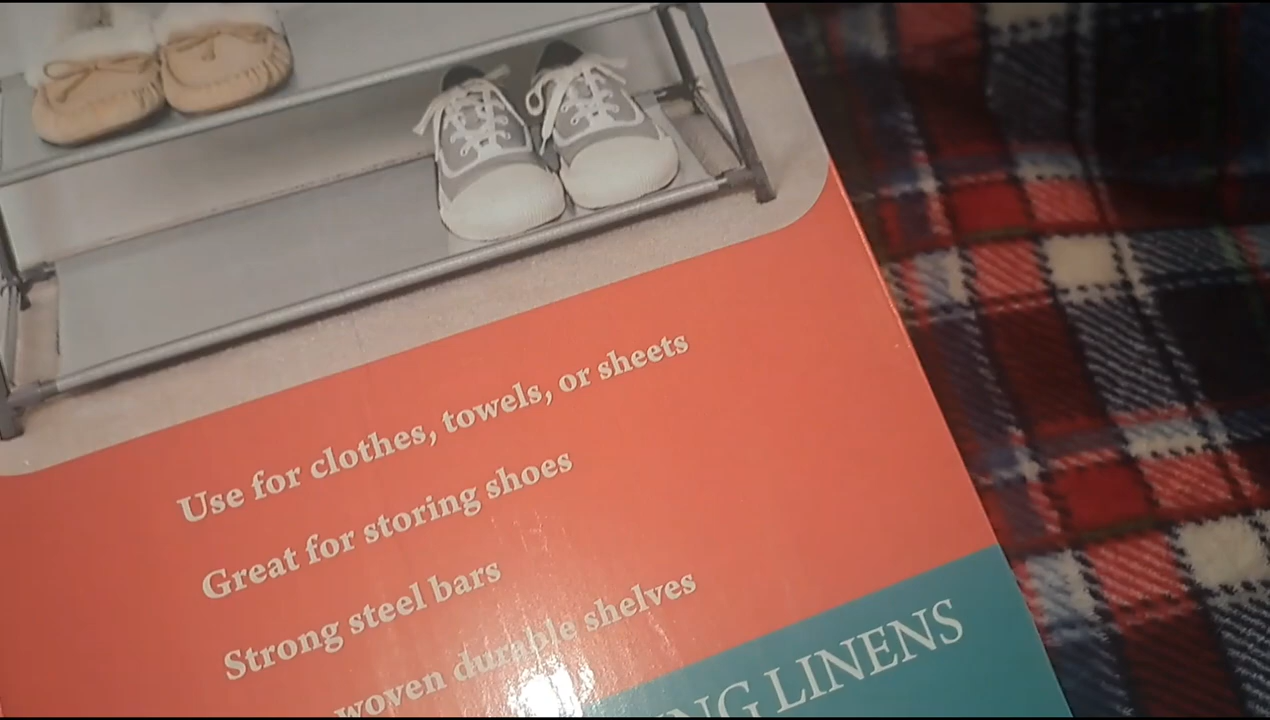 Use for clothes, towels, or sheets
Great for storing shoes
Strong steel bars
woven durable shelves
LINENS